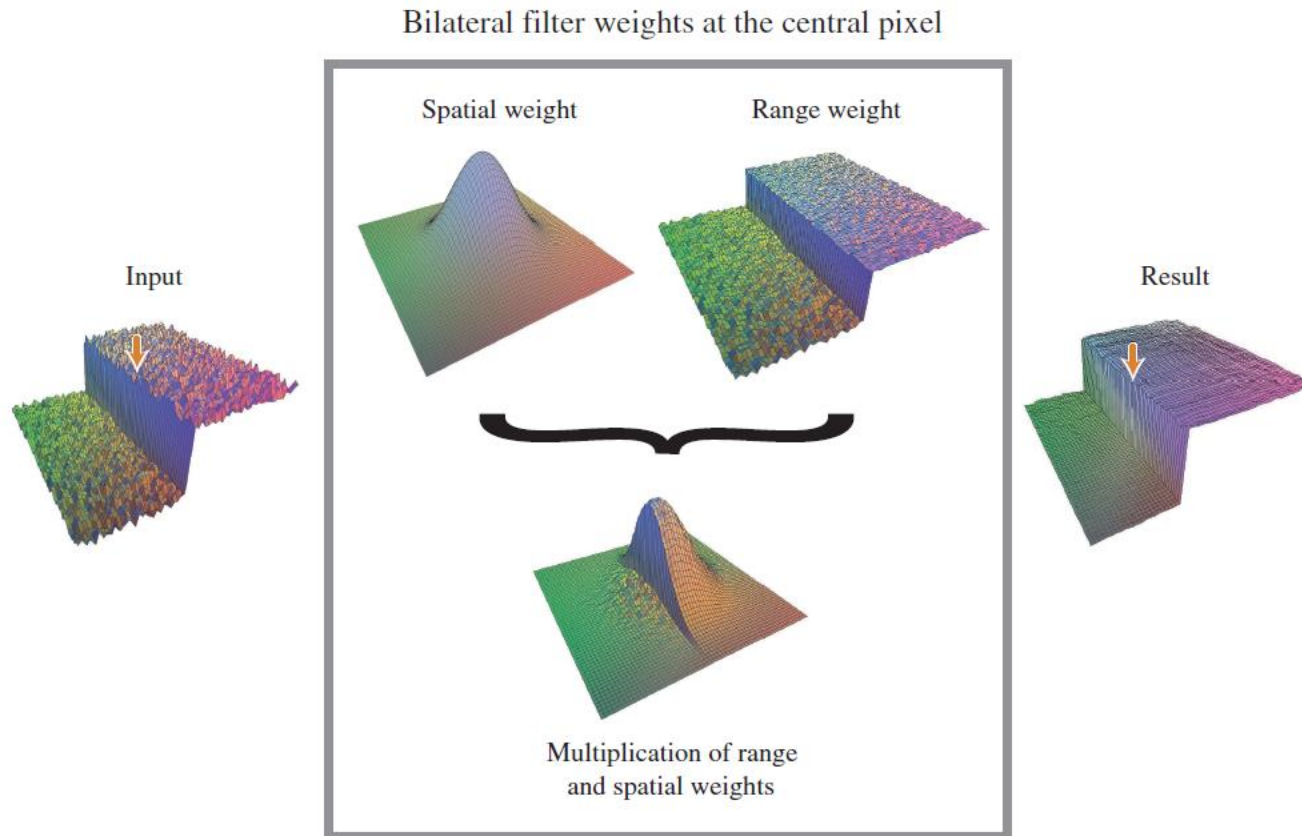 Bilateral filter weights at the central pixel
Spatial weight
Range weight
Input
Result
Multiplication of range
and spatial weights